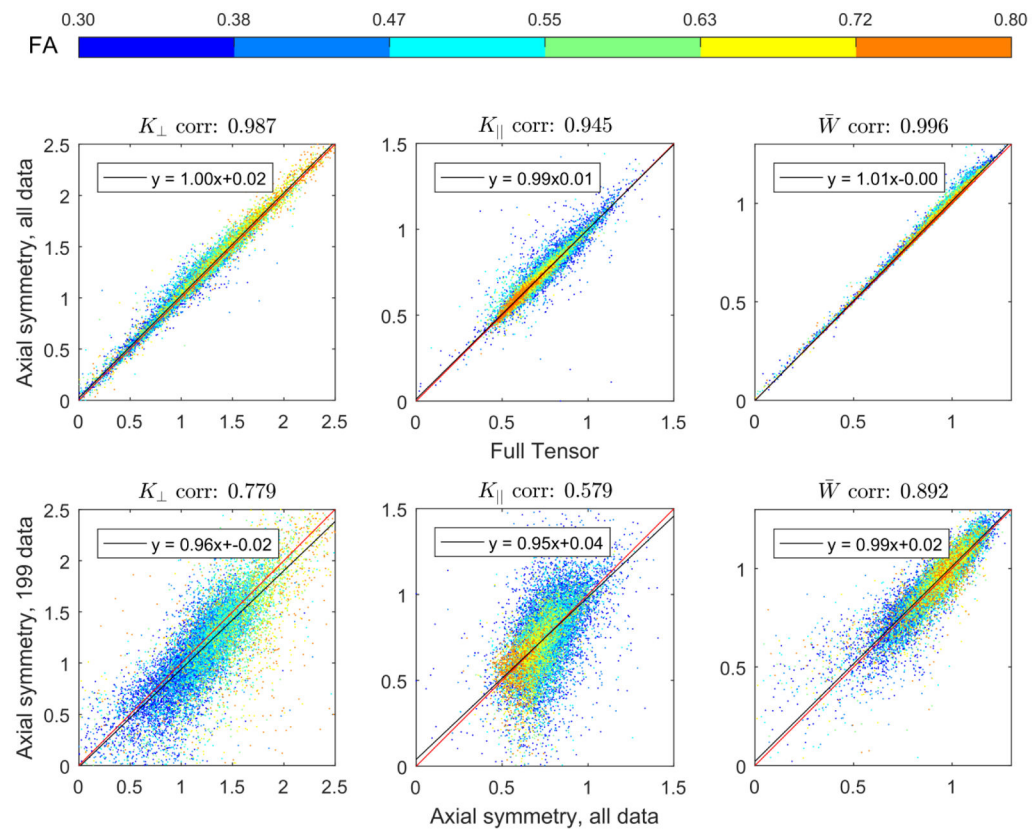 0.30 0.38 0.47 0.55 0.63 0.72 0.80
FA
K⊥ corr: 0.987
K|| corr: 0.945
W̄ corr: 0.996
Axial symmetry, all data
2.5
2
1.5
1
0.5
0
y = 1.00x+0.02
0 0.5 1 1.5 2 2.5
1.5
1
0.5
0
y = 0.99x0.01
0 0.5 1 1.5
Full Tensor
1
0.5
0
y = 1.01x-0.00
0 0.5 1
K⊥ corr: 0.779
K|| corr: 0.579
W̄ corr: 0.892
Axial symmetry, 199 data
2.5
2
1.5
1
0.5
0
y = 0.96x+-0.02
0 0.5 1 1.5 2 2.5
1.5
1
0.5
0
y = 0.95x+0.04
0 0.5 1 1.5
Axial symmetry, all data
1
0.5
0
y = 0.99x+0.02
0 0.5 1